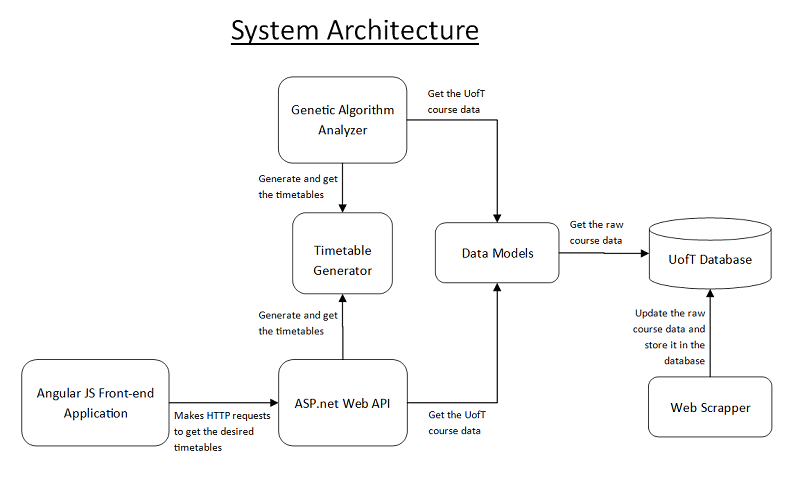 System Architecture
Genetic Algorithm
Analyzer
Get the UofT
course data
Generate and get
the timetables
Timetable
Generator
Data Models
Get the raw
course data
UofT Database
Generate and get
the timetables
Update the raw
course data and
store it in the
database
Angular JS Front-end
Application
Makes HTTP requests
to get the desired
timetables
ASP.net Web API
Get the UofT
course data
Web Scrapper